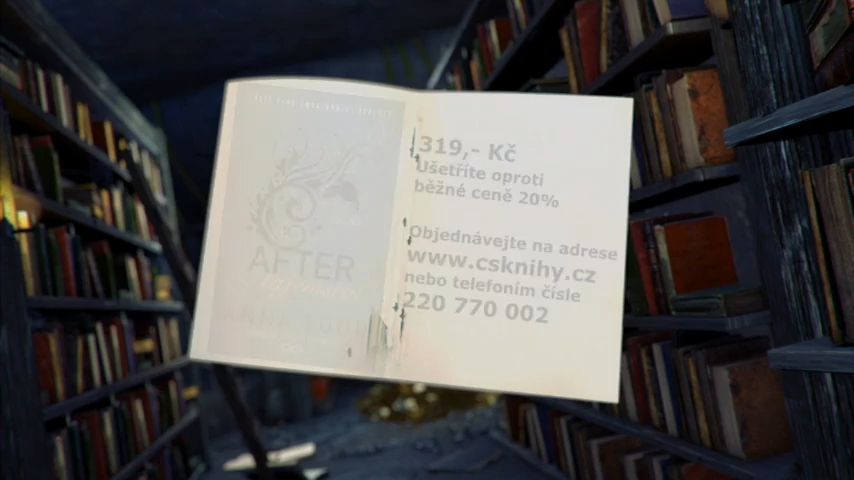 AFTER
319,- Kč
Ušetříte oproti
běžné ceně 20%
Objednávejte na adrese
www.csknihy.cz
nebo telefoním čísle
220 770 002